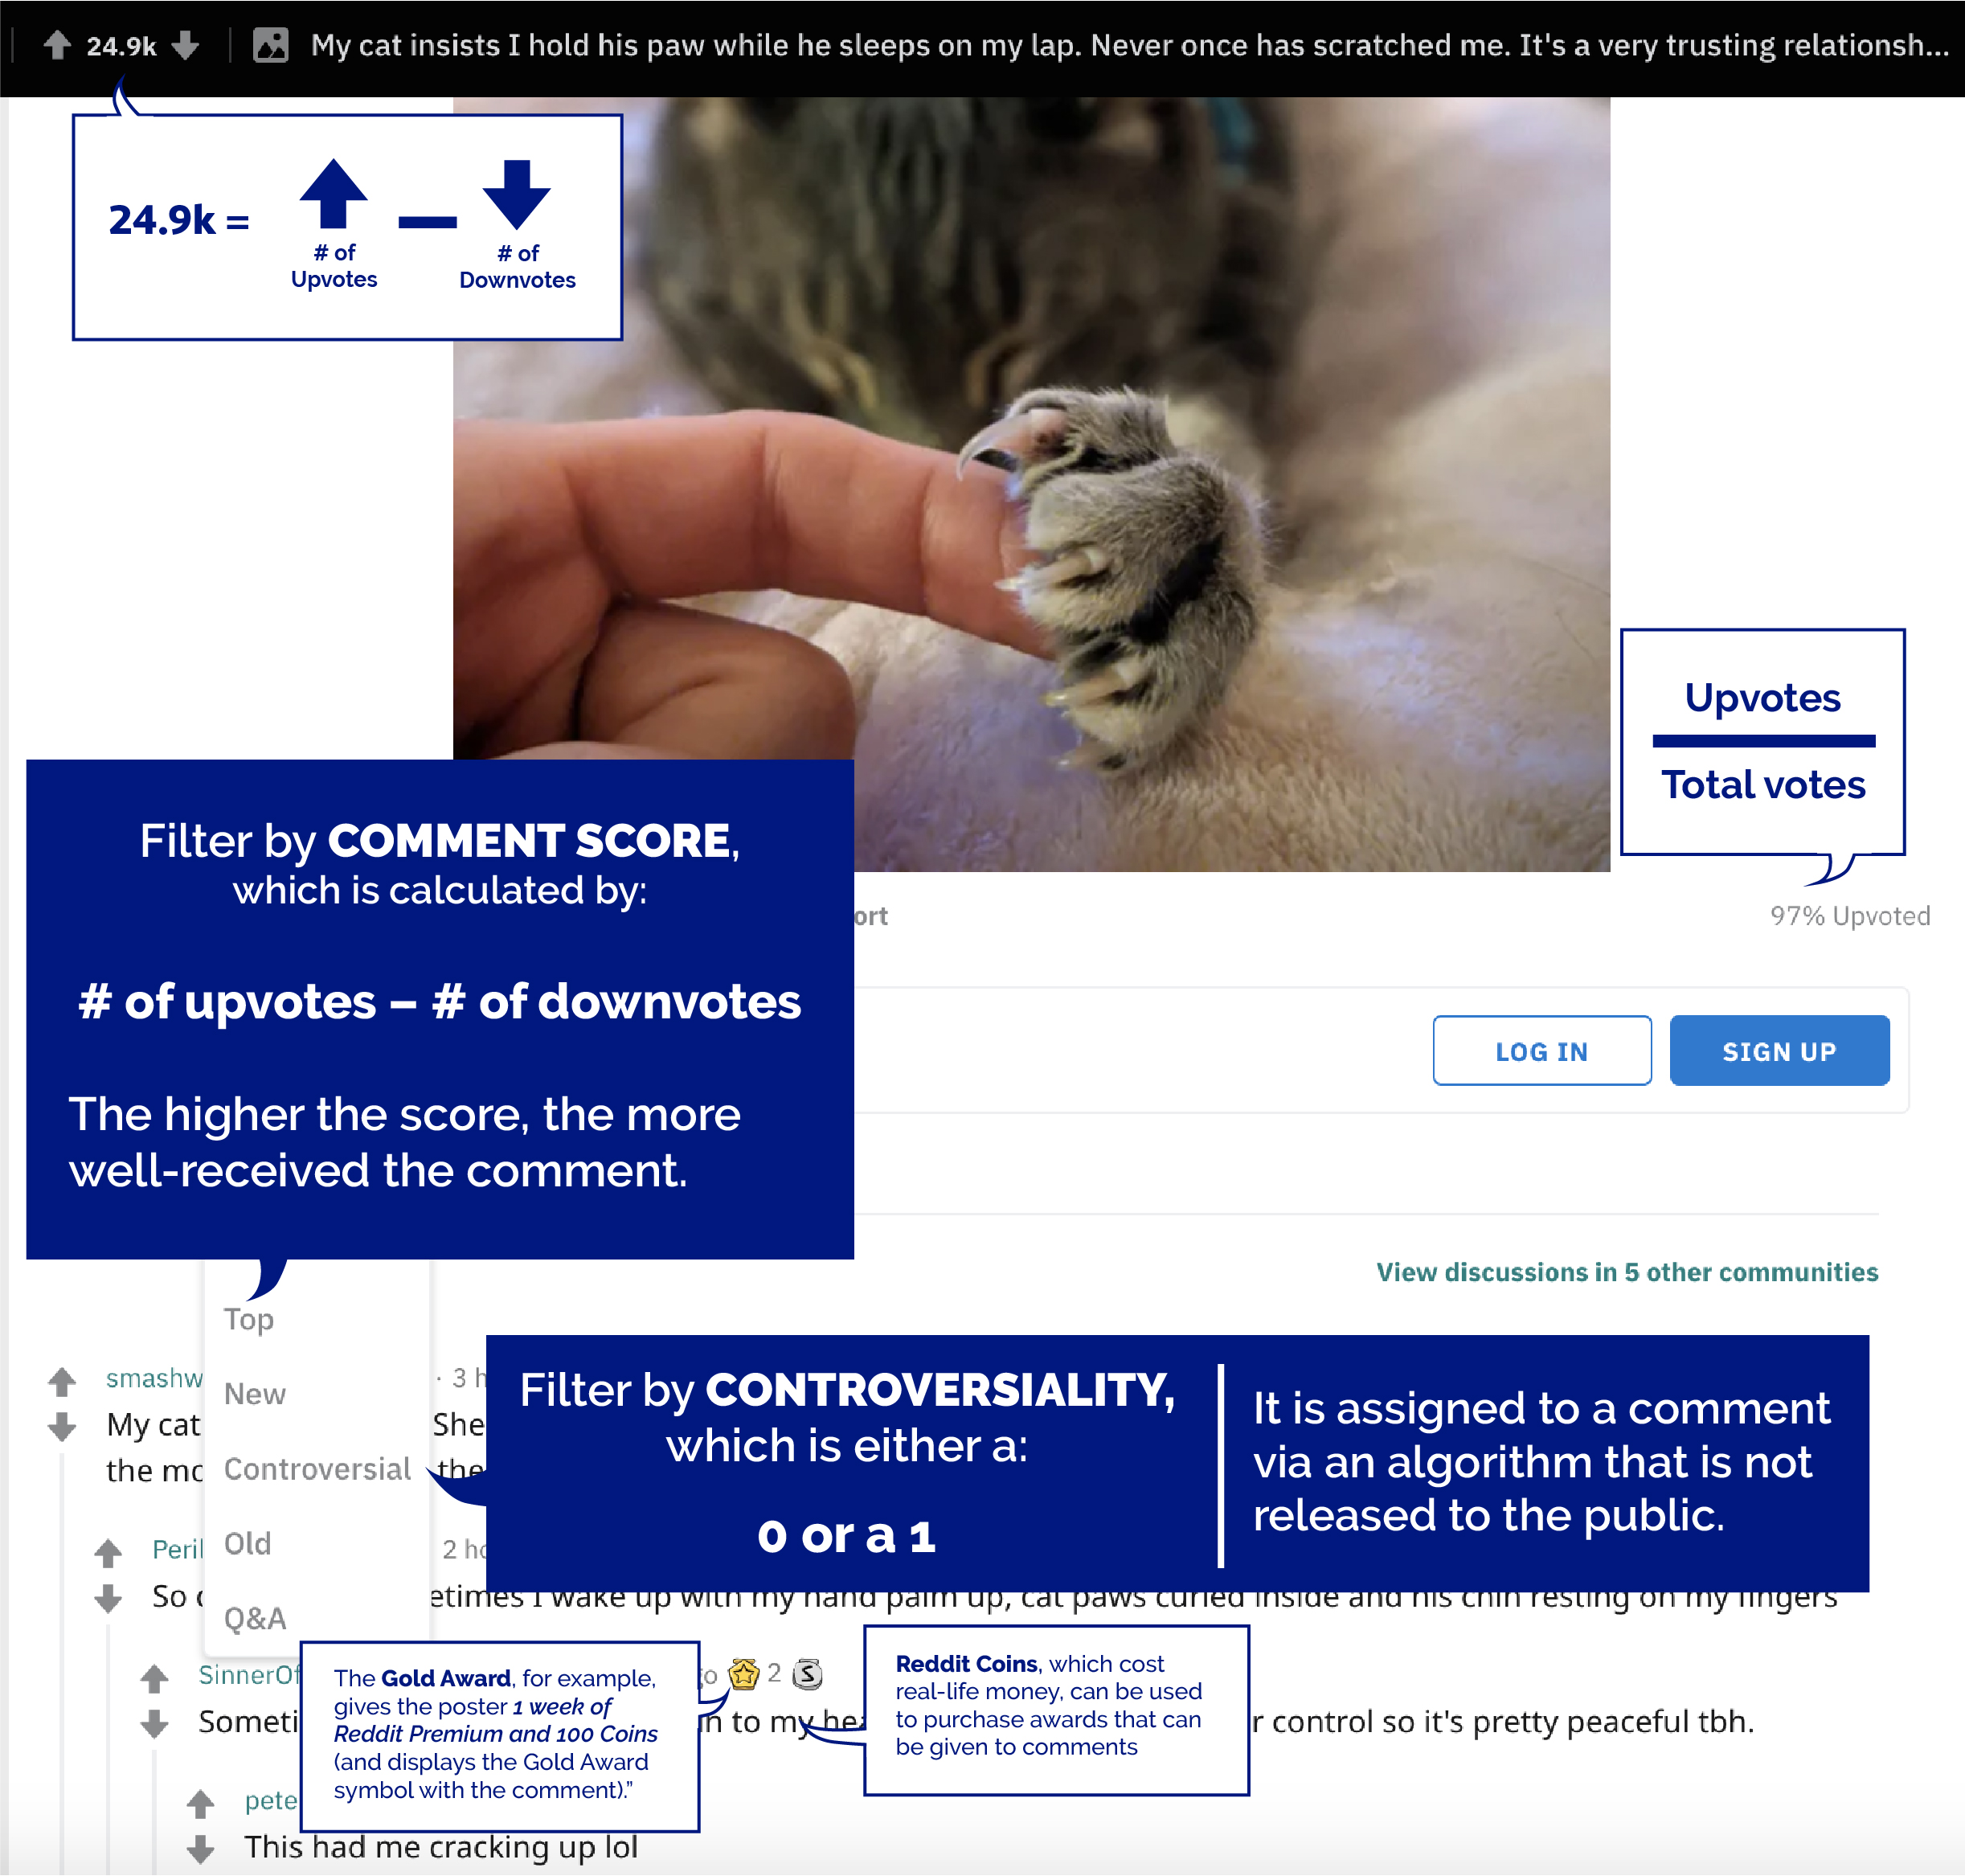 24.9k
My cat insists I hold his paw while he sleeps on my lap. Never once has scratched me. It's a very trusting relationsh...
24.9k =
# of
Upvotes
# of
Downvotes
Upvotes
Total votes
97% Upvoted
Filter by COMMENT SCORE,
which is calculated by:
# of upvotes – # of downvotes
The higher the score, the more
well-received the comment.
ort
LOG IN
SIGN UP
View discussions in 5 other communities
Top
New
Controversial
Old
Q&A
smashw · 3 h
My cat She
the mo the
Filter by CONTROVERSIALITY,
which is either a:
0 or a 1
It is assigned to a comment
via an algorithm that is not
released to the public.
Peril 2 ho
So etimes I wake up with my hand palm up, cat paws curled inside and his chin resting on my fingers
SinnerOf go 2 S
Someti in to my hea r control so it's pretty peaceful tbh.
The Gold Award, for example,
gives the poster 1 week of
Reddit Premium and 100 Coins
(and displays the Gold Award
symbol with the comment)."
Reddit Coins, which cost
real-life money, can be used
to purchase awards that can
be given to comments
pete
This had me cracking up lol